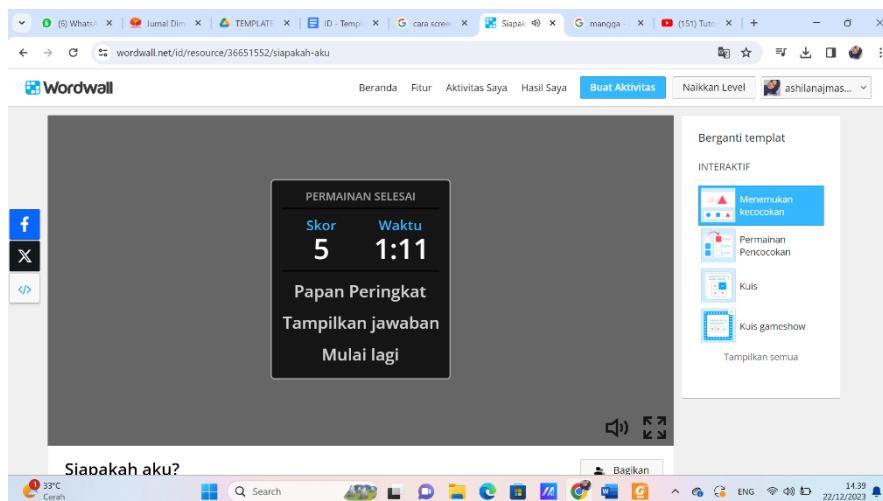 (6) WhatsA
Jurnal Dim
TEMPLATE
ID - Templ
cara scree
Siapak
mangga -
(151) Tuto
wordwall.net/id/resource/36651552/siapakah-aku
Wordwall
Beranda Fitur Aktivitas Saya Hasil Saya Buat Aktivitas Naikkan Level ashilanajmas...
PERMAINAN SELESAI
Skor Waktu
5 1:11
Papan Peringkat
Tampilkan jawaban
Mulai lagi
Berganti templat
INTERAKTIF
Menemukan
kecocokan
Permainan
Pencocokan
Kuis
Kuis gameshow
Tampilkan semua
Siapakah aku?
Bagikan
1
33°C
Cerah
Search
ENG
14.39
22/12/2023